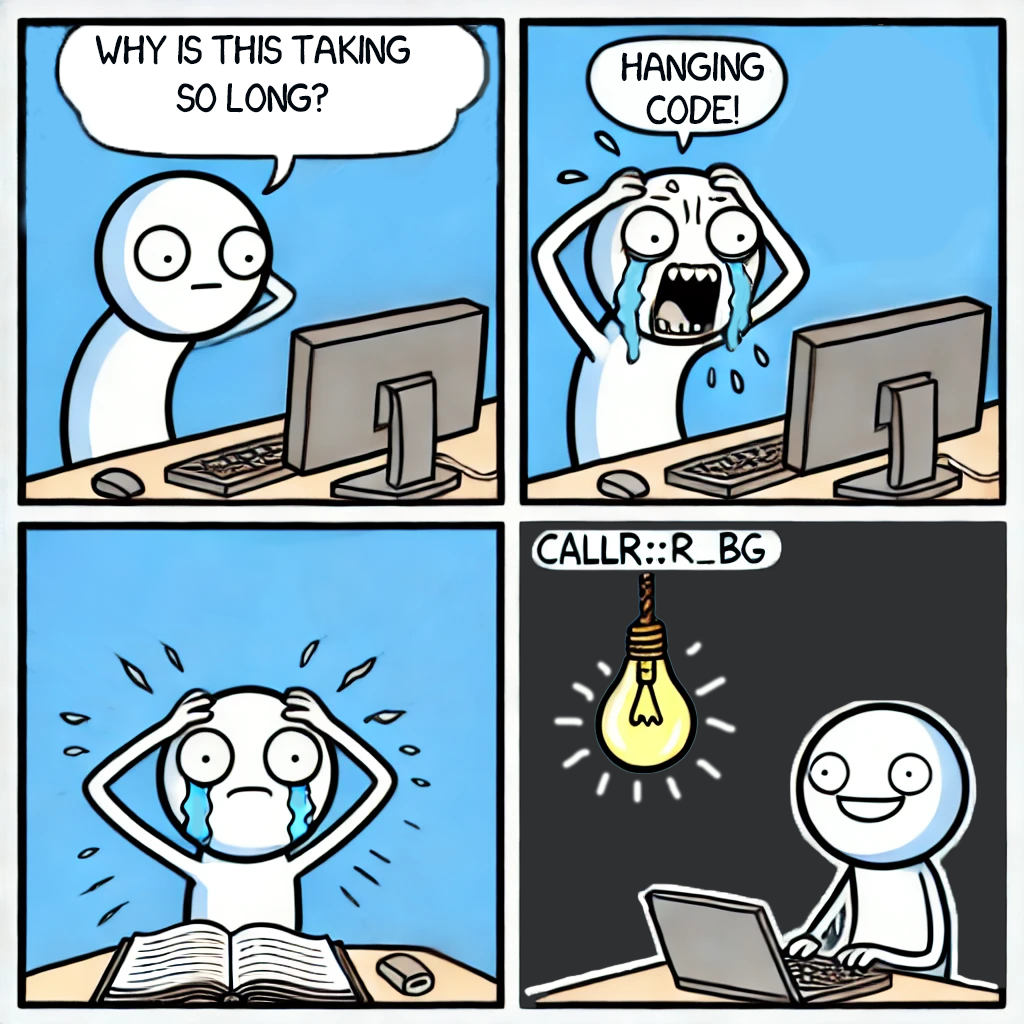 WHY IS THIS TAKING
SO LONG?
HANGING
CODE!
CALLR::R_BG